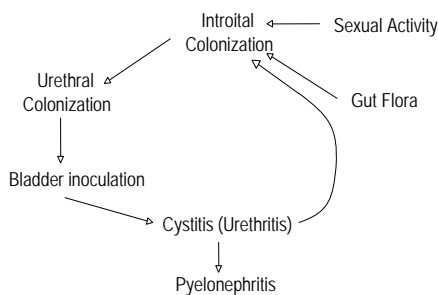 Introital
Colonization
Sexual Activity
Urethral
Colonization
Gut Flora
Bladder inoculation
Cystitis (Urethritis)
Pyelonephritis